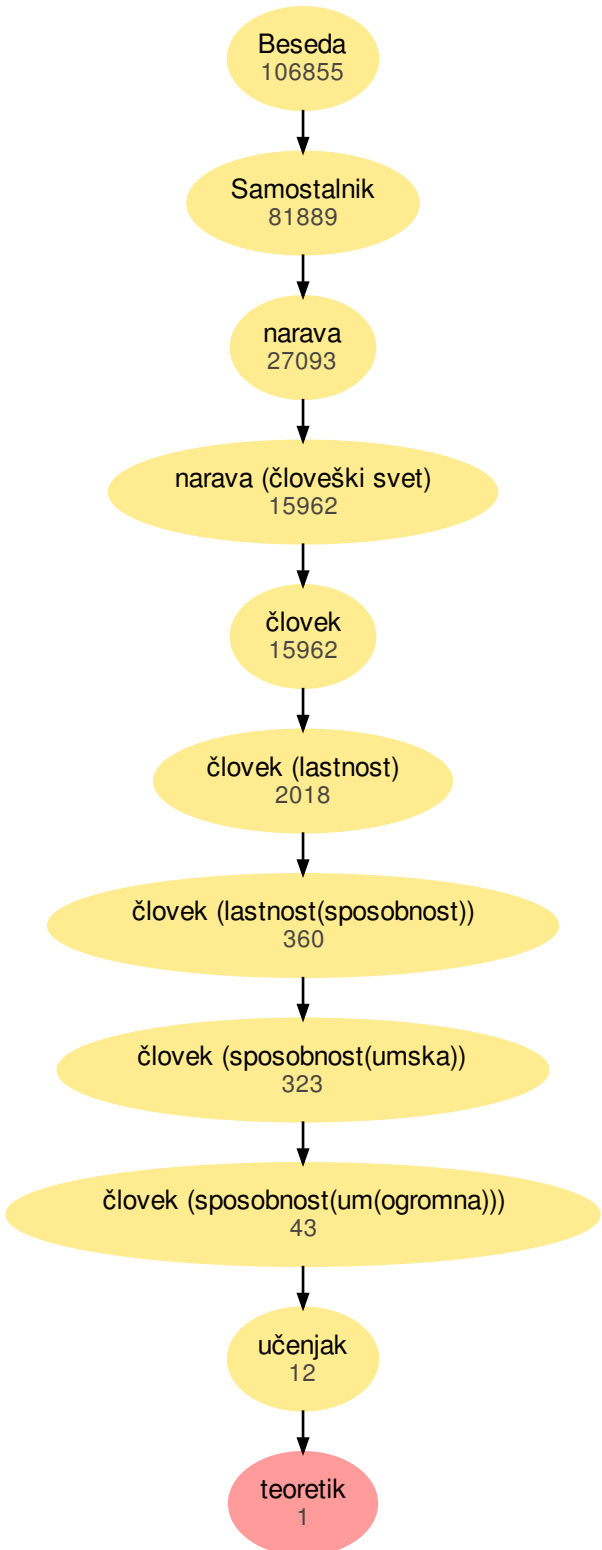 Beseda
106855
Samostalnik
81889
narava
27093
narava (človeški svet)
15962
človek
15962
človek (lastnost)
2018
človek (lastnost(sposobnost))
360
človek (sposobnost(umska))
323
človek (sposobnost(um(ogromna)))
43
učenjak
12
teoretik
1